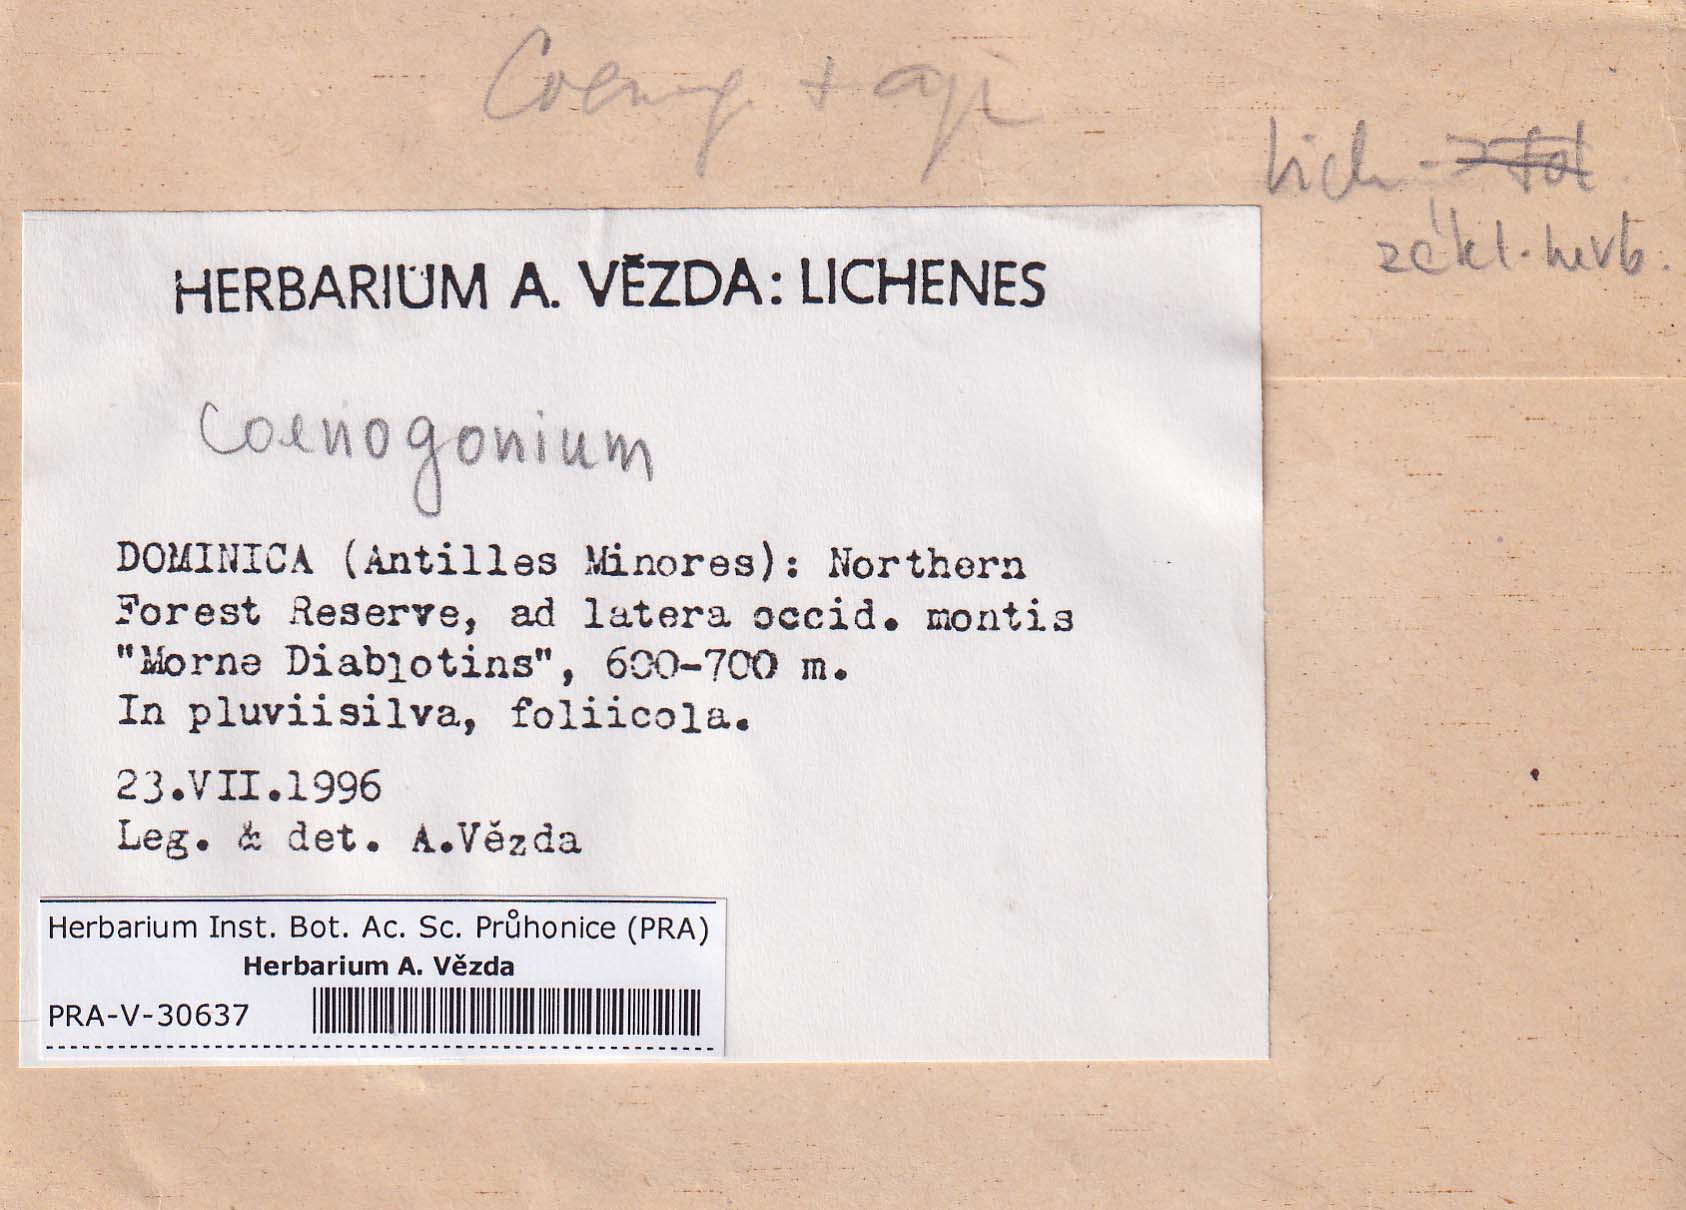 Coenog. +
Lich
zákl. herb.
HERBARIUM A. VĚZDA: LICHENES
Coenogonium
DOMINICA (Antilles Minores): Northern
Forest Reserve, ad latera occid. montis
"Morne Diablotins", 600-700 m.
In pluviisilva, foliicola.
23.VII.1996
Leg. & det. A.Vězda
Herbarium Inst. Bot. Ac. Sc. Průhonice (PRA)
Herbarium A. Vězda
PRA-V-30637